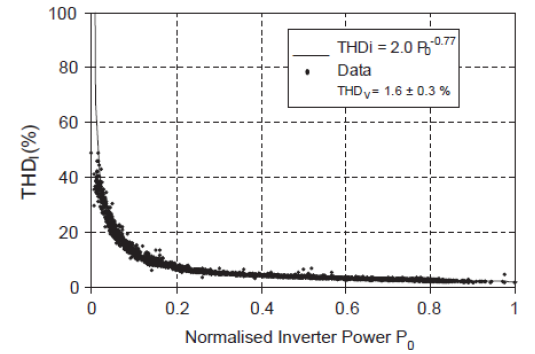 100
80
60
40
20
0
THDI(%)
THDi = 2.0 P0^-0.77
Data
THDV = 1.6 ± 0.3 %
0 0.2 0.4 0.6 0.8 1
Normalised Inverter Power P0